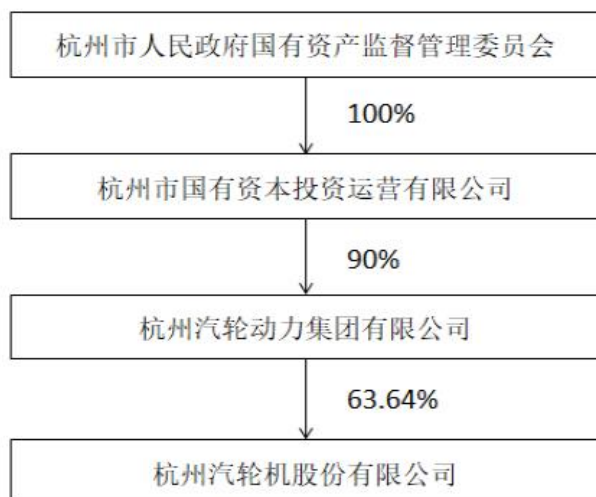 杭州市人民政府国有资产监督管理委员会
100%
杭州市国有资本投资运营有限公司
90%
杭州汽轮动力集团有限公司
63.64%
杭州汽轮机股份有限公司